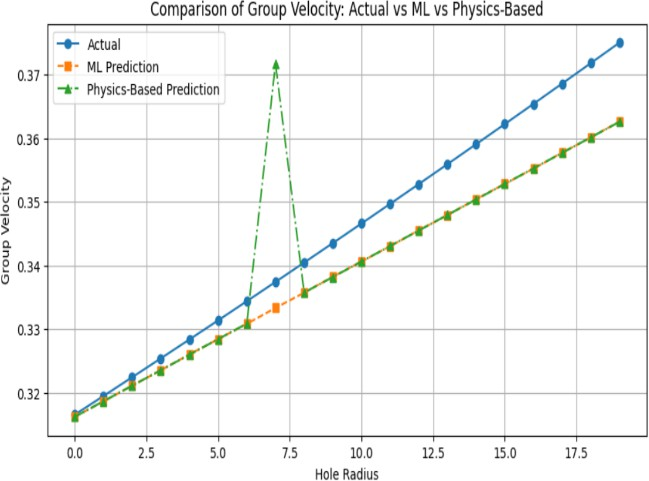 Comparison of Group Velocity: Actual vs ML vs Physics-Based
Actual
ML Prediction
Physics-Based Prediction
Group Velocity
0.37
0.36
0.35
0.34
0.33
0.32
0.0 2.5 5.0 7.5 10.0 12.5 15.0 17.5
Hole Radius